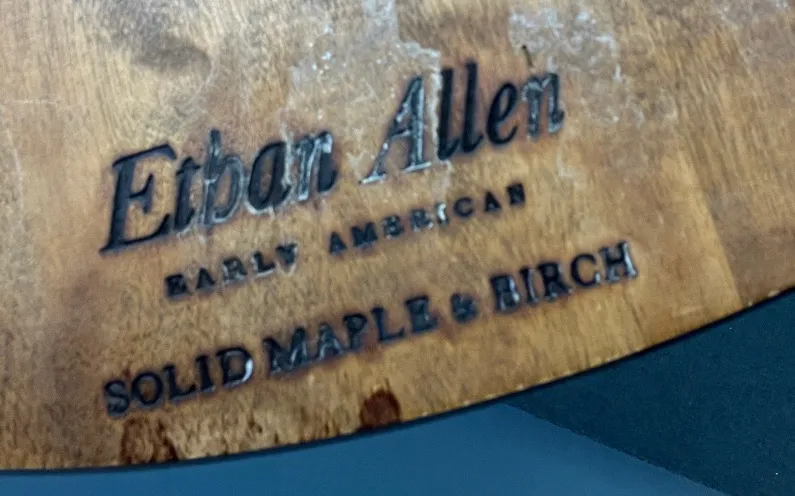 Ethan Allen
EARLY AMERICAN
SOLID MAPLE & BIRCH